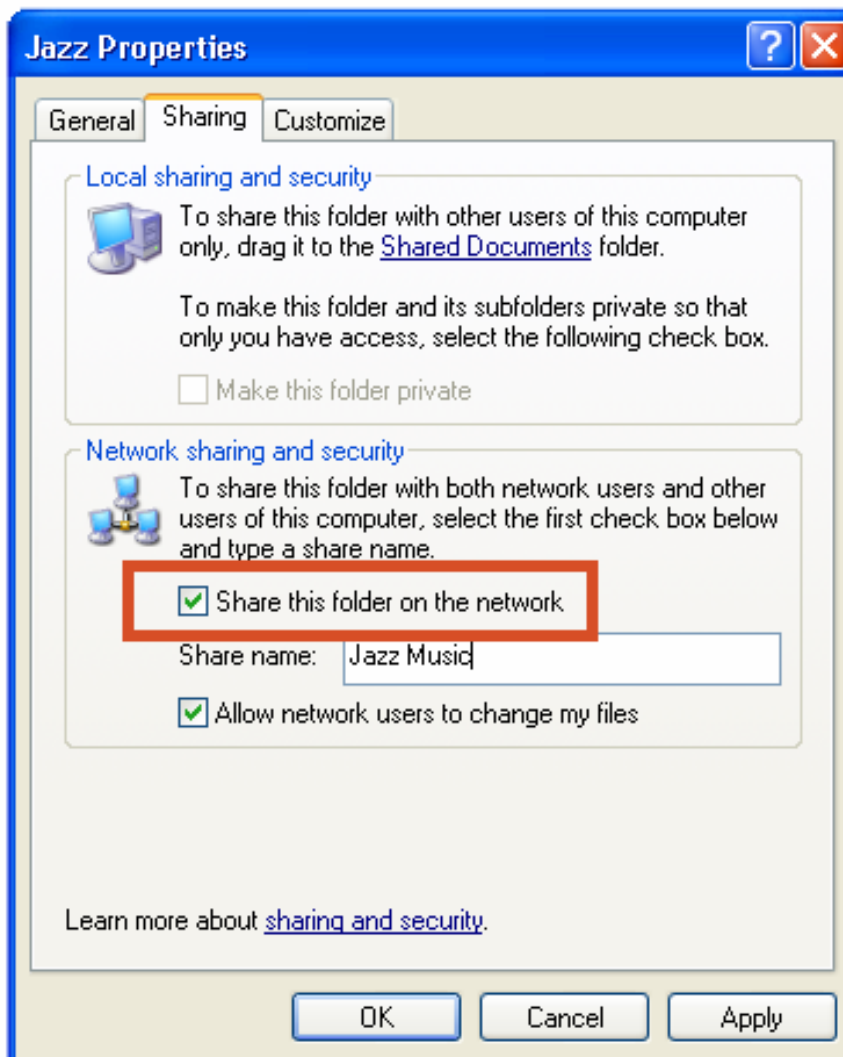 Jazz Properties
General
Sharing
Customize
Local sharing and security
To share this folder with other users of this computer
only, drag it to the Shared Documents folder.
To make this folder and its subfolders private so that
only you have access, select the following check box.
Make this folder private
Network sharing and security
To share this folder with both network users and other
users of this computer, select the first check box below
and type a share name.
Share this folder on the network
Share name: Jazz Music
Allow network users to change my files
Learn more about sharing and security.
OK
Cancel
Apply